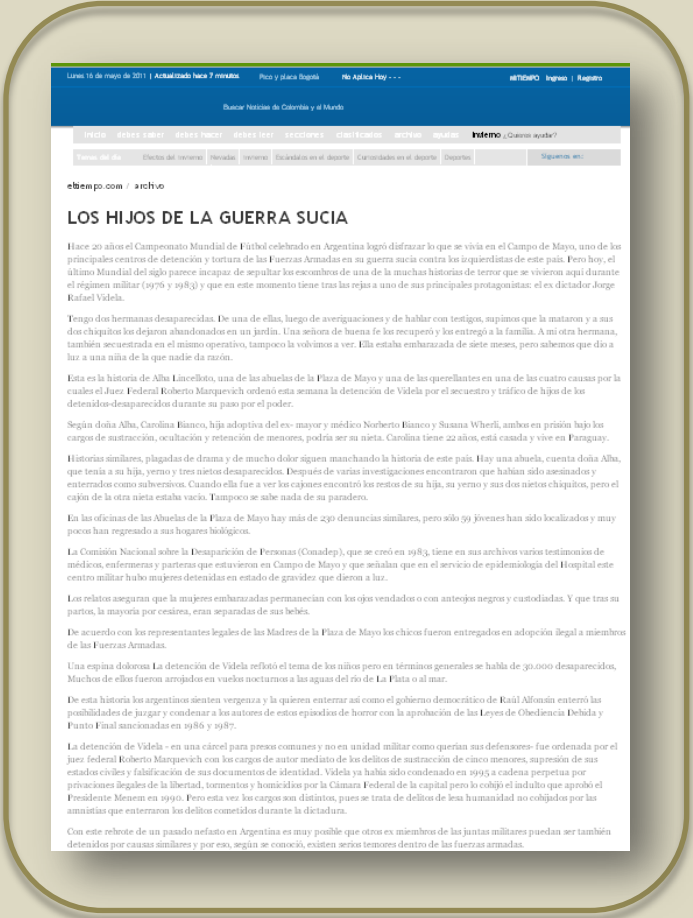 Lunes 16 de mayo de 2011 | Actualizado hace 7 minutos Pico y placa Bogotá No Aplica Hoy - - - miTIEMPO Ingreso | Registro
Buscar Noticias de Colombia y el Mundo
inicio debes saber debes hacer debes leer secciones clasificados archivo ayudas Invierno ¿Quieres ayudar?
Temas del día Efectos del invierno Nevadas Invierno Escándalos en el deporte Curiosidades en el deporte Deportes Síguenos en:
eltiempo.com / archivo
LOS HIJOS DE LA GUERRA SUCIA
Hace 20 años el Campeonato Mundial de Fútbol celebrado en Argentina logró disfrazar lo que se vivía en el Campo de Mayo, uno de los
principales centros de detención y tortura de las Fuerzas Armadas en su guerra sucia contra los izquierdistas de este país. Pero hoy, el
último Mundial del siglo parece incapaz de sepultar los escombros de una de la muchas historias de terror que se vivieron aquí durante
el régimen militar (1976 y 1983) y que en este momento tiene tras las rejas a uno de sus principales protagonistas: el ex dictador Jorge
Rafael Videla.
Tengo dos hermanas desaparecidas. De una de ellas, luego de averiguaciones y de hablar con testigos, supimos que la mataron y a sus
dos chiquitos los dejaron abandonados en un jardín. Una señora de buena fe los recuperó y los entregó a la familia. A mi otra hermana,
también secuestrada en el mismo operativo, tampoco la volvimos a ver. Ella estaba embarazada de siete meses, pero sabemos que dio a
luz a una niña de la que nadie da razón.
Esta es la historia de Alba Lincelloto, una de las abuelas de la Plaza de Mayo y una de las querellantes en una de las cuatro causas por la
cuales el Juez Federal Roberto Marquevich ordenó esta semana la detención de Videla por el secuestro y tráfico de hijos de los
detenidos-desaparecidos durante su paso por el poder.
Según doña Alba, Carolina Bianco, hija adoptiva del ex- mayor y médico Norberto Bianco y Susana Wherli, ambos en prisión bajo los
cargos de sustracción, ocultación y retención de menores, podría ser su nieta. Carolina tiene 22 años, está casada y vive en Paraguay.
Historias similares, plagadas de drama y de mucho dolor siguen manchando la historia de este país. Hay una abuela, cuenta doña Alba,
que tenía a su hija, yerno y tres nietos desaparecidos. Después de varias investigaciones encontraron que habían sido asesinados y
enterrados como subversivos. Cuando ella fue a ver los cajones encontró los restos de su hija, su yerno y sus dos nietos chiquitos, pero el
cajón de la otra nieta estaba vacío. Tampoco se sabe nada de su paradero.
En las oficinas de las Abuelas de la Plaza de Mayo hay más de 230 denuncias similares, pero sólo 59 jóvenes han sido localizados y muy
pocos han regresado a sus hogares biológicos.
La Comisión Nacional sobre la Desaparición de Personas (Conadep), que se creó en 1983, tiene en sus archivos varios testimonios de
médicos, enfermeras y parteras que estuvieron en Campo de Mayo y que señalan que en el servicio de epidemiología del Hospital este
centro militar hubo mujeres detenidas en estado de gravidez que dieron a luz.
Los relatos aseguran que la mujeres embarazadas permanecían con los ojos vendados o con anteojos negros y custodiadas. Y que tras su
partos, la mayoría por cesárea, eran separadas de sus bebés.
De acuerdo con los representantes legales de las Madres de la Plaza de Mayo los chicos fueron entregados en adopción ilegal a miembros
de las Fuerzas Armadas.
Una espina dolorosa La detención de Videla reflotó el tema de los niños pero en términos generales se habla de 30.000 desaparecidos,
Muchos de ellos fueron arrojados en vuelos nocturnos a las aguas del río de La Plata o al mar.
De esta historia los argentinos sienten vergenza y la quieren enterrar así como el gobierno democrático de Raúl Alfonsín enterró las
posibilidades de juzgar y condenar a los autores de estos episodios de horror con la aprobación de las Leyes de Obediencia Debida y
Punto Final sancionadas en 1986 y 1987.
La detención de Videla - en una cárcel para presos comunes y no en unidad militar como querían sus defensores- fue ordenada por el
juez federal Roberto Marquevich con los cargos de autor mediato de los delitos de sustracción de cinco menores, supresión de sus
estados civiles y falsificación de sus documentos de identidad. Videla ya había sido condenado en 1995 a cadena perpetua por
privaciones ilegales de la libertad, tormentos y homicidios por la Cámara Federal de la capital pero lo cobijó el indulto que aprobó el
Presidente Menem en 1990. Pero esta vez los cargos son distintos, pues se trata de delitos de lesa humanidad no cobijados por las
amnistías que enterraron los delitos cometidos durante la dictadura.
Con este rebrote de un pasado nefasto en Argentina es muy posible que otros ex miembros de las juntas militares puedan ser también
detenidos por causas similares y por eso, según se conoció, existen serios temores dentro de las fuerzas armadas.